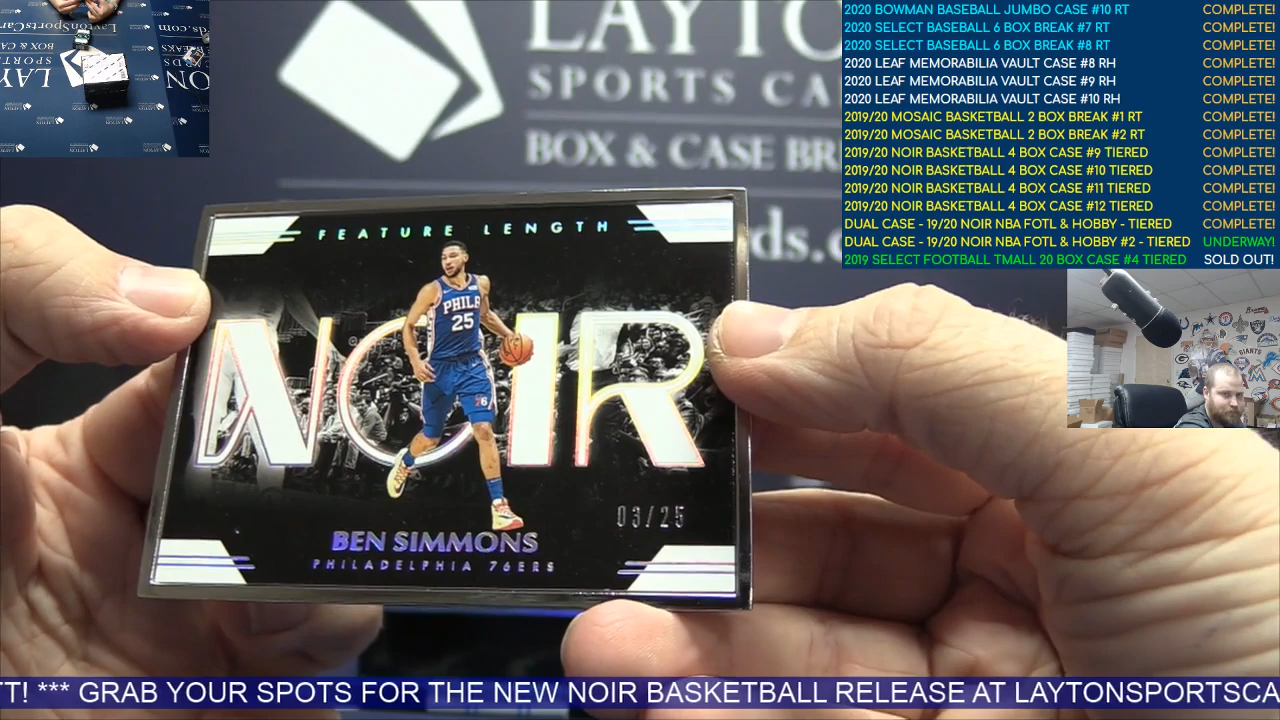 LAYTO
SPORTS CA
BOX & CASE BR
ds.c
FEATURE LENGTH
NOIR
PHILA
25
76
03/25
BEN SIMMONS
PHILADELPHIA 76ERS
2020 BOWMAN BASEBALL JUMBO CASE #10 RT COMPLETE!
2020 SELECT BASEBALL 6 BOX BREAK #7 RT COMPLETE!
2020 SELECT BASEBALL 6 BOX BREAK #8 RT COMPLETE!
2020 LEAF MEMORABILIA VAULT CASE #8 RH COMPLETE!
2020 LEAF MEMORABILIA VAULT CASE #9 RH COMPLETE!
2020 LEAF MEMORABILIA VAULT CASE #10 RH COMPLETE!
2019/20 MOSAIC BASKETBALL 2 BOX BREAK #1 RT COMPLETE!
2019/20 MOSAIC BASKETBALL 2 BOX BREAK #2 RT COMPLETE!
2019/20 NOIR BASKETBALL 4 BOX CASE #9 TIERED COMPLETE!
2019/20 NOIR BASKETBALL 4 BOX CASE #10 TIERED COMPLETE!
2019/20 NOIR BASKETBALL 4 BOX CASE #11 TIERED COMPLETE!
2019/20 NOIR BASKETBALL 4 BOX CASE #12 TIERED COMPLETE!
DUAL CASE - 19/20 NOIR NBA FOTL & HOBBY - TIERED COMPLETE!
DUAL CASE - 19/20 NOIR NBA FOTL & HOBBY #2 - TIERED UNDERWAY!
2019 SELECT FOOTBALL TMALL 20 BOX CASE #4 TIERED SOLD OUT!
GIANTS
TT! *** GRAB YOUR SPOTS FOR THE NEW NOIR BASKETBALL RELEASE AT LAYTONSPORTSCA